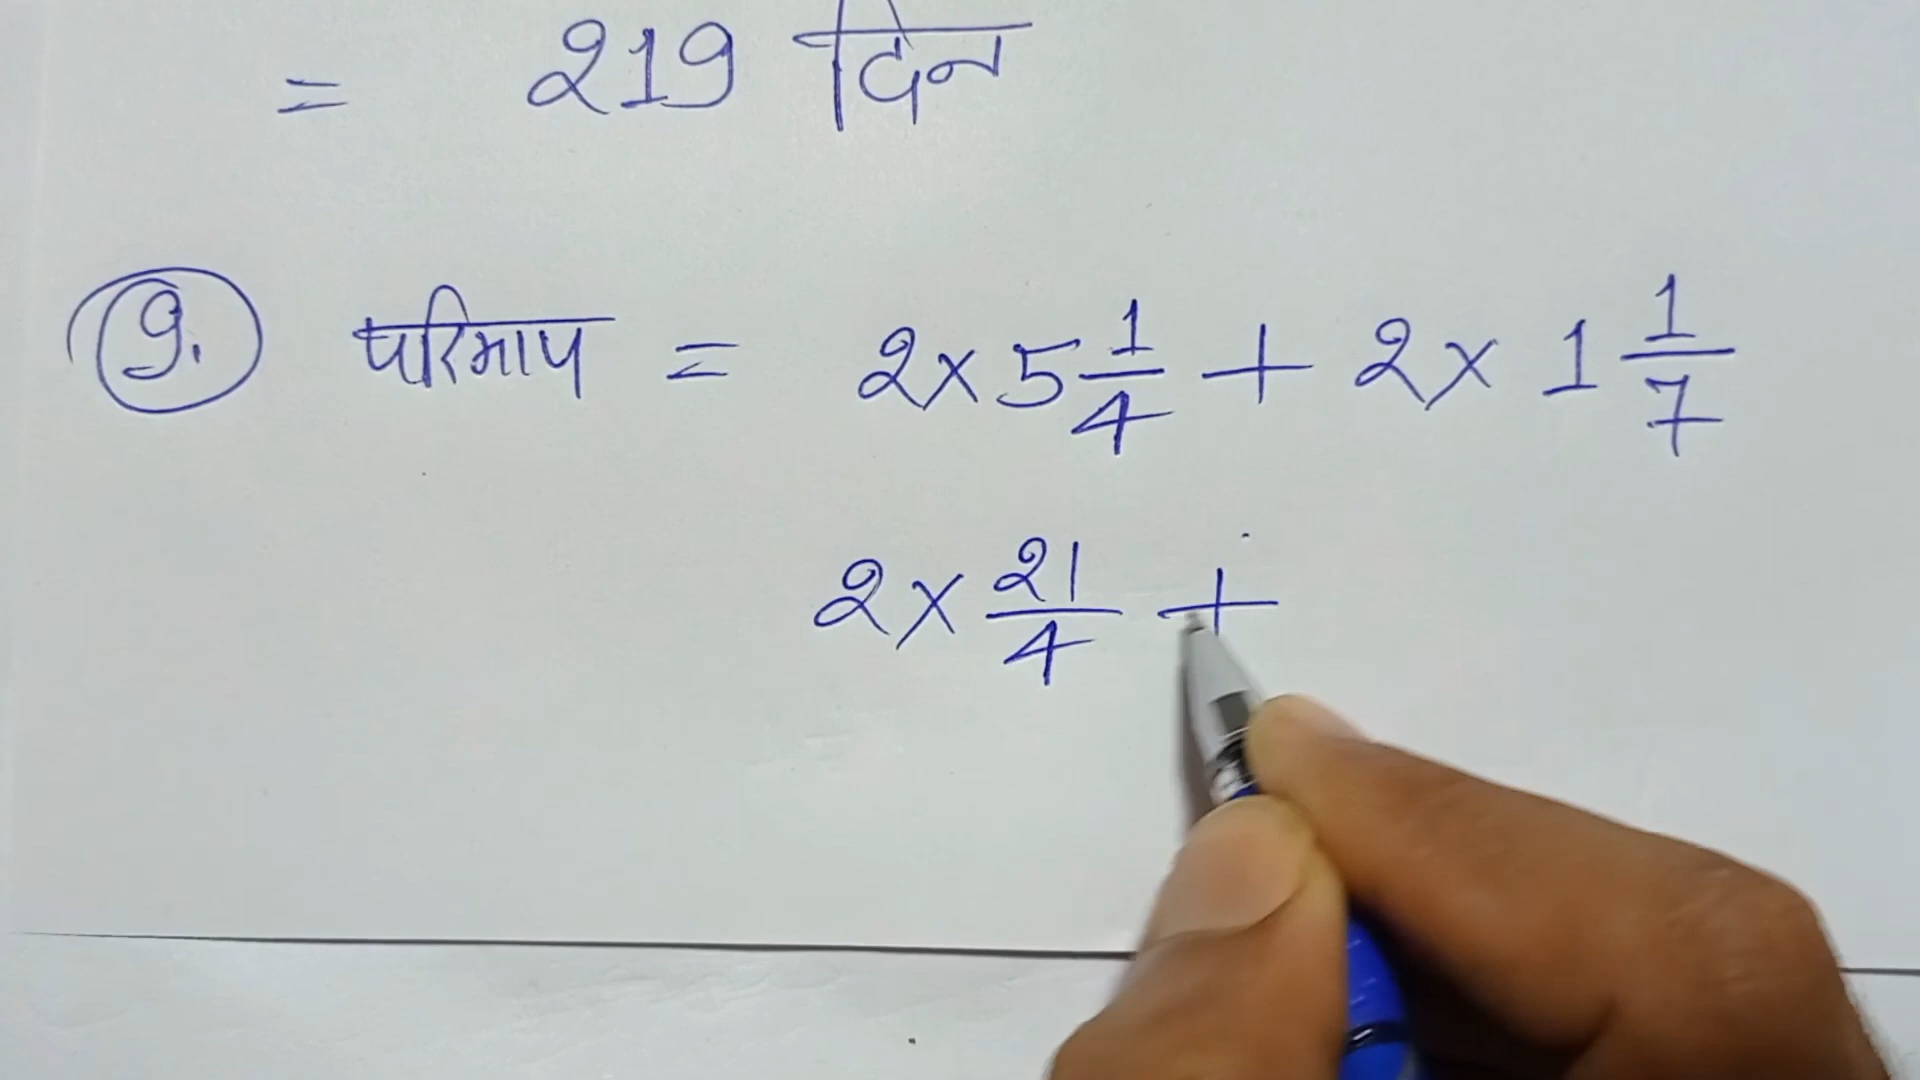 = 219 दिन
9. परिमाप = 2 × 5 1/4 + 2 × 1 1/7
2 × 21/4 +